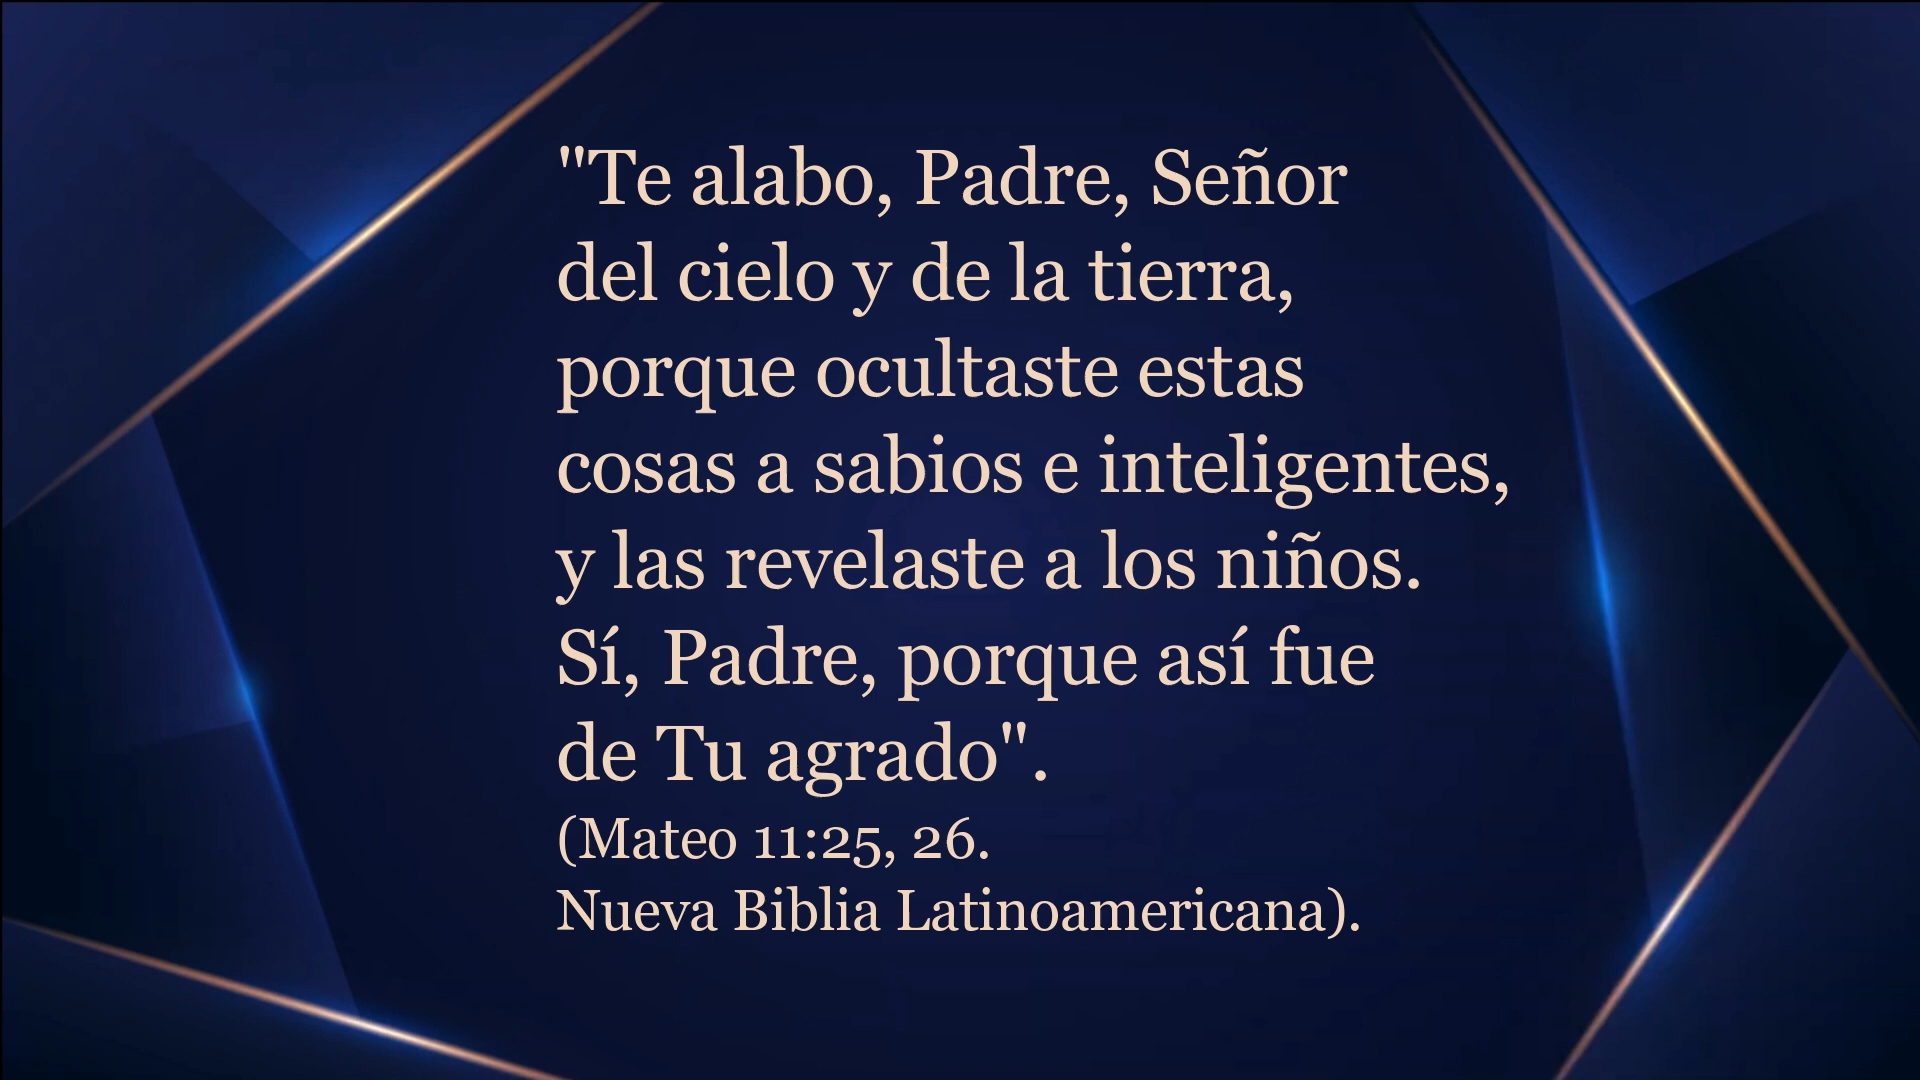 "Te alabo, Padre, Señor
del cielo y de la tierra,
porque ocultaste estas
cosas a sabios e inteligentes,
y las revelaste a los niños.
Sí, Padre, porque así fue
de Tu agrado".
(Mateo 11:25, 26.
Nueva Biblia Latinoamericana).